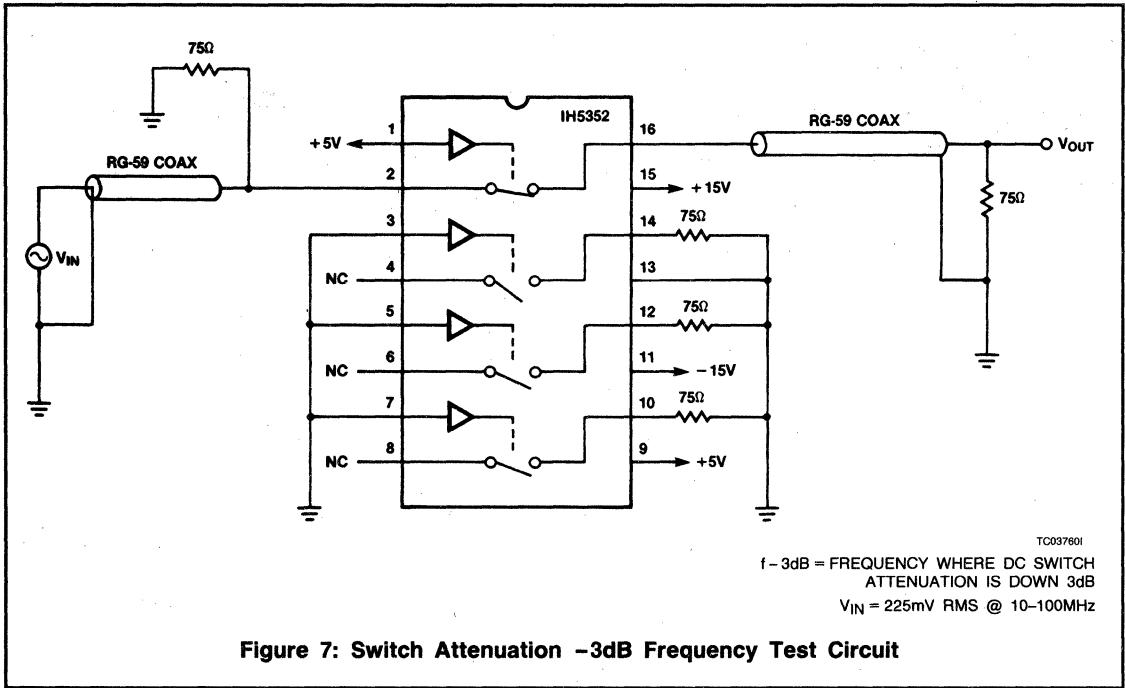 75Ω
IH5352
1
16
+5V
RG-59 COAX
RG-59 COAX
VOUT
2
15
+15V
75Ω
3
14
75Ω
VIN
NC
4
13
5
12
75Ω
NC
6
11
−15V
7
10
75Ω
NC
8
9
+5V
TC03760I
f − 3dB = FREQUENCY WHERE DC SWITCH
ATTENUATION IS DOWN 3dB
VIN = 225mV RMS @ 10–100MHz
Figure 7: Switch Attenuation −3dB Frequency Test Circuit